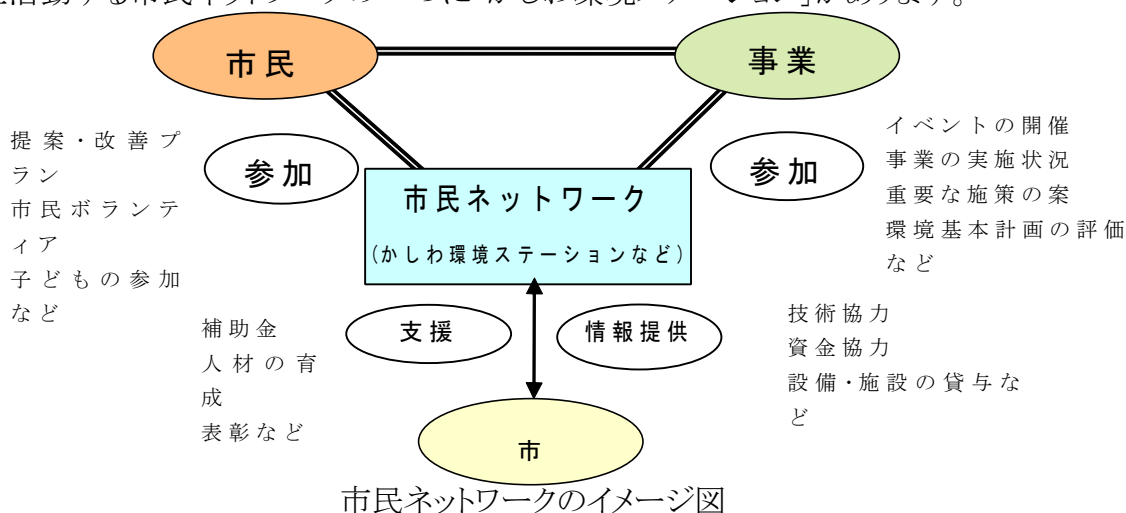 市民
事業
提案・改善プ
ラン
市民ボランテ
ィア
子どもの参加
など
参加
参加
イベントの開催
事業の実施状況
重要な施策の案
環境基本計画の評価
など
市民ネットワーク
(かしわ環境ステーションなど)
補助金
人材の育
成
表彰など
支援
情報提供
技術協力
資金協力
設備・施設の貸与な
ど
市
市民ネットワークのイメージ図